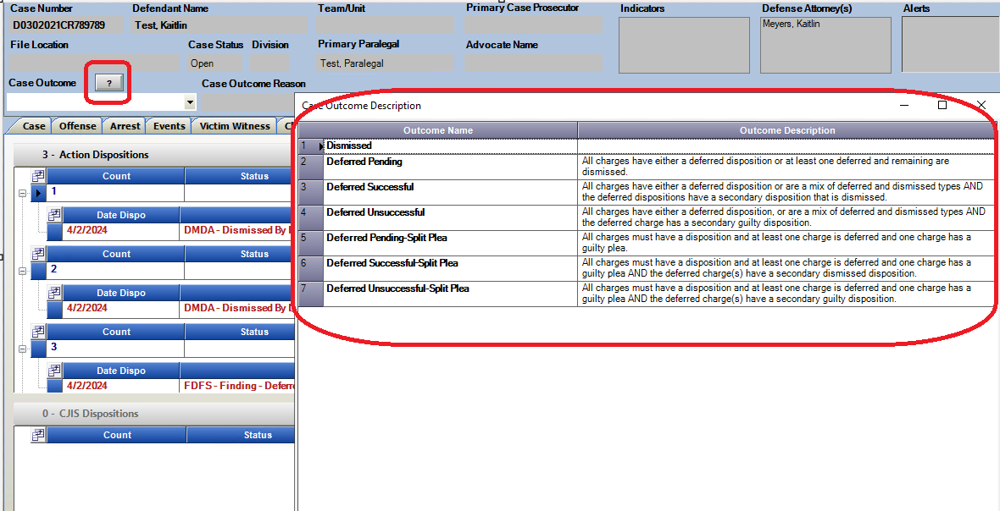 Case Number Defendant Name Team/Unit Primary Case Prosecutor Indicators Defense Attorney(s) Alerts
D0302021CR789789 Test, Kaitlin Meyers, Kaitlin
File Location Case Status Division Primary Paralegal Advocate Name
Open Test, Paralegal
Case Outcome ? Case Outcome Reason
Case Offense Arrest Events Victim Witness
3 - Action Dispositions
Count Status
1
Date Dispo
4/2/2024 DMDA - Dismissed By
Count Status
2
Date Dispo
4/2/2024 DMDA - Dismissed By
Count Status
3
Date Dispo
4/2/2024 FDFS - Finding - Deferre
0 - CJIS Dispositions
Count Status
Case Outcome Description
Outcome Name Outcome Description
1 Dismissed
2 Deferred Pending All charges have either a deferred disposition or at least one deferred and remaining are
dismissed.
3 Deferred Successful All charges have either a deferred disposition or are a mix of deferred and dismissed types AND
the deferred dispositions have a secondary disposition that is dismissed.
4 Deferred Unsuccessful All charges have either a deferred disposition, or are a mix of deferred and dismissed types AND
the deferred charge has a secondary guilty disposition.
5 Deferred Pending-Split Plea All charges must have a disposition and at least one charge is deferred and one charge has a
guilty plea.
6 Deferred Successful-Split Plea All charges must have a disposition and at least one charge is deferred and one charge has a
guilty plea AND the deferred charge(s) have a secondary dismissed disposition.
7 Deferred Unsuccessful-Split Plea All charges must have a disposition and at least one charge is deferred and one charge has a
guilty plea AND the deferred charge(s) have a secondary guilty disposition.